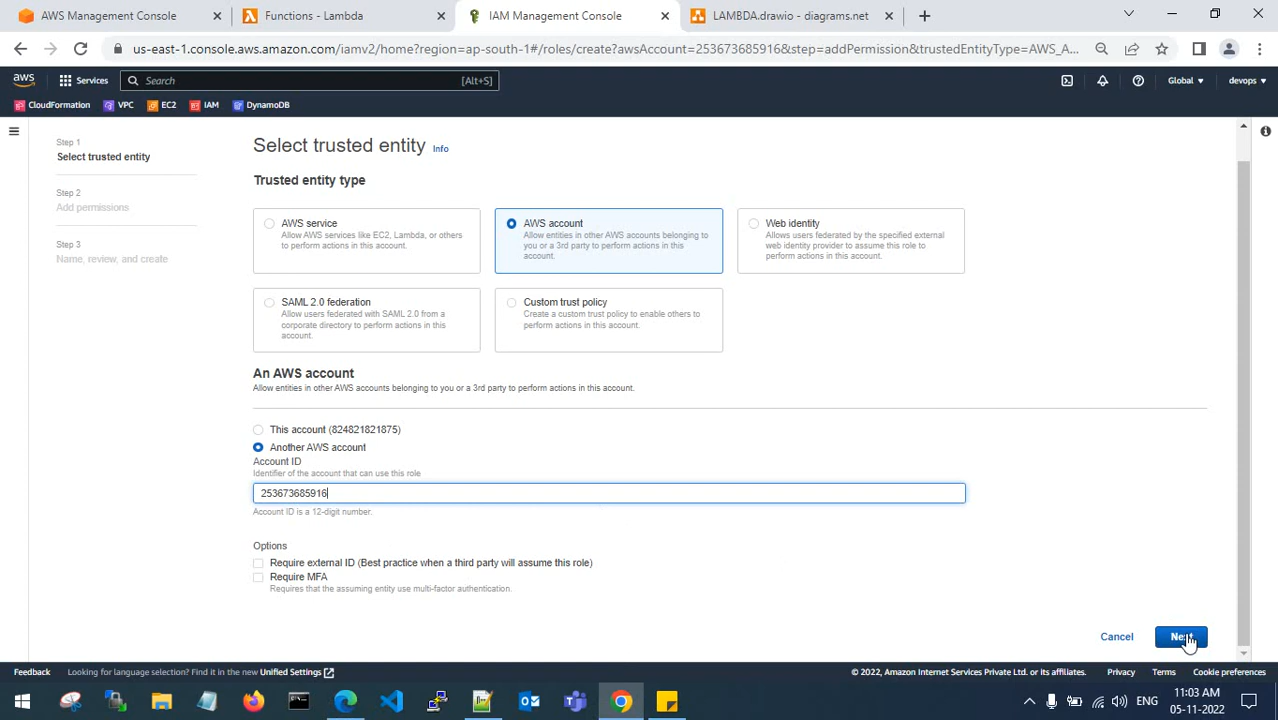 AWS Management Console
Functions - Lambda
IAM Management Console
LAMBDA.drawio - diagrams.net
us-east-1.console.aws.amazon.com/iamv2/home?region=ap-south-1#/roles/create?awsAccount=253673685916&step=addPermission&trustedEntityType=AWS_A...
aws
Services
Search
[Alt+S]
Global
devops
CloudFormation
VPC
EC2
IAM
DynamoDB
Step 1
Select trusted entity
Step 2
Add permissions
Step 3
Name, review, and create
Select trusted entity Info
Trusted entity type
AWS service
Allow AWS services like EC2, Lambda, or others
to perform actions in this account.
AWS account
Allow entities in other AWS accounts belonging to
you or a 3rd party to perform actions in this
account.
Web identity
Allows users federated by the specified external
web identity provider to assume this role to
perform actions in this account.
SAML 2.0 federation
Allow users federated with SAML 2.0 from a
corporate directory to perform actions in this
account.
Custom trust policy
Create a custom trust policy to enable others to
perform actions in this account.
An AWS account
Allow entities in other AWS accounts belonging to you or a 3rd party to perform actions in this account.
This account (824821821875)
Another AWS account
Account ID
Identifier of the account that can use this role
253673685916
Account ID is a 12-digit number.
Options
Require external ID (Best practice when a third party will assume this role)
Require MFA
Requires that the assuming entity use multi-factor authentication.
Cancel
Next
Feedback
Looking for language selection? Find it in the new Unified Settings
© 2022, Amazon Internet Services Private Ltd. or its affiliates.
Privacy
Terms
Cookie preferences
ENG
11:03 AM
05-11-2022